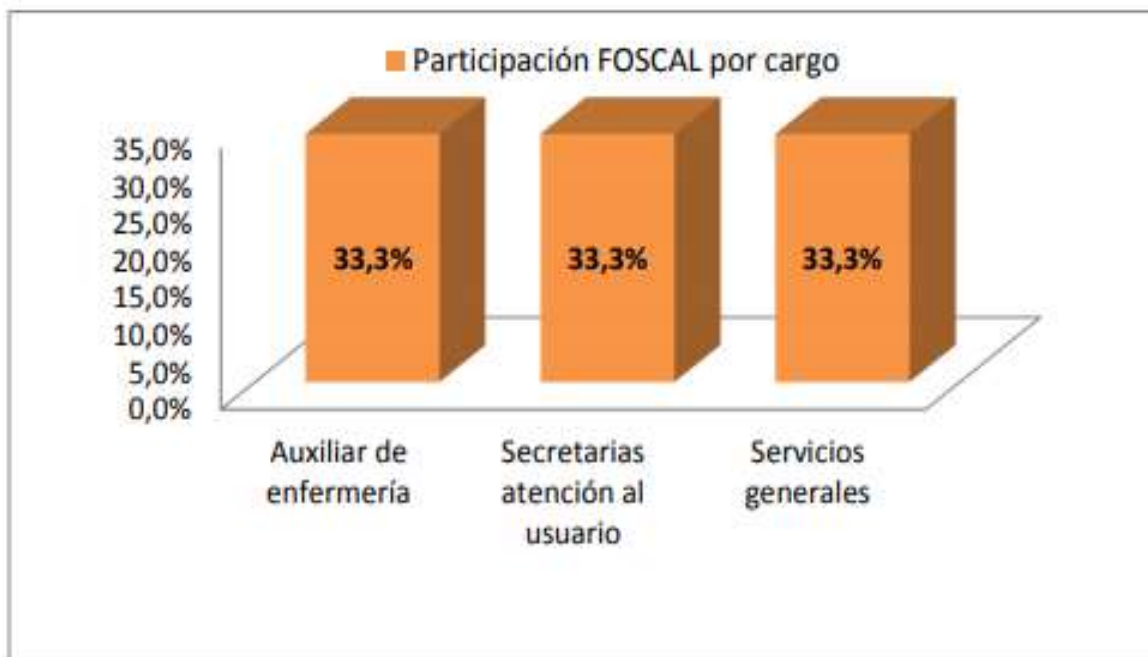 Participación FOSCAL por cargo
35,0%
30,0%
25,0%
20,0%
15,0%
10,0%
5,0%
0,0%
33,3%
33,3%
33,3%
Auxiliar de
enfermería
Secretarias
atención al
usuario
Servicios
generales